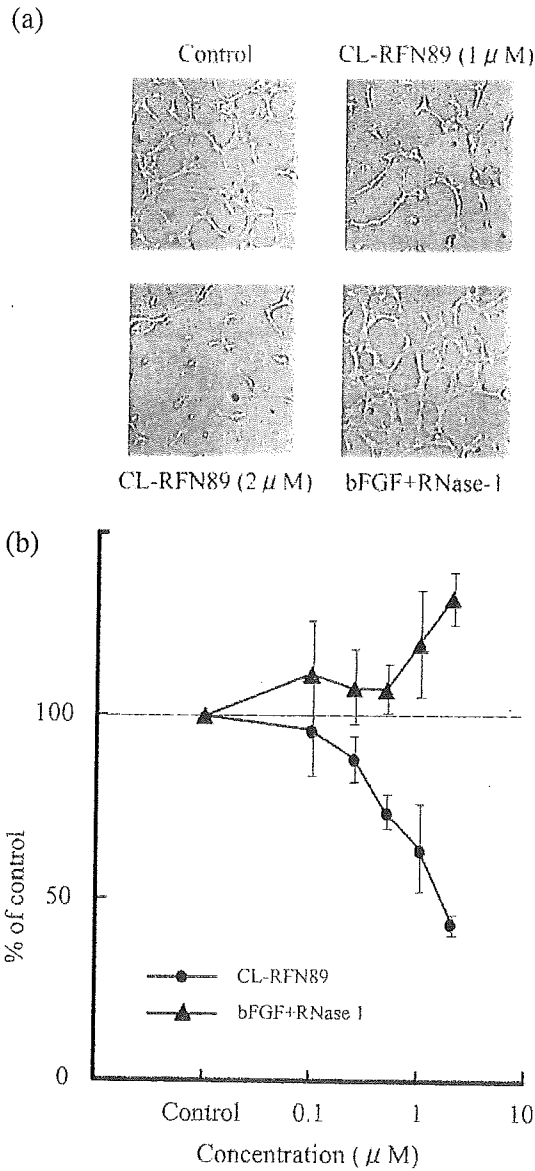 (a)
Control
CL-RFN89 (1 μ M)
CL-RFN89 (2 μ M)
bFGF+RNase-1
(b)
% of control
100
50
0
CL-RFN89
bFGF+RNase 1
Control
0.1
1
10
Concentration ( μ M)